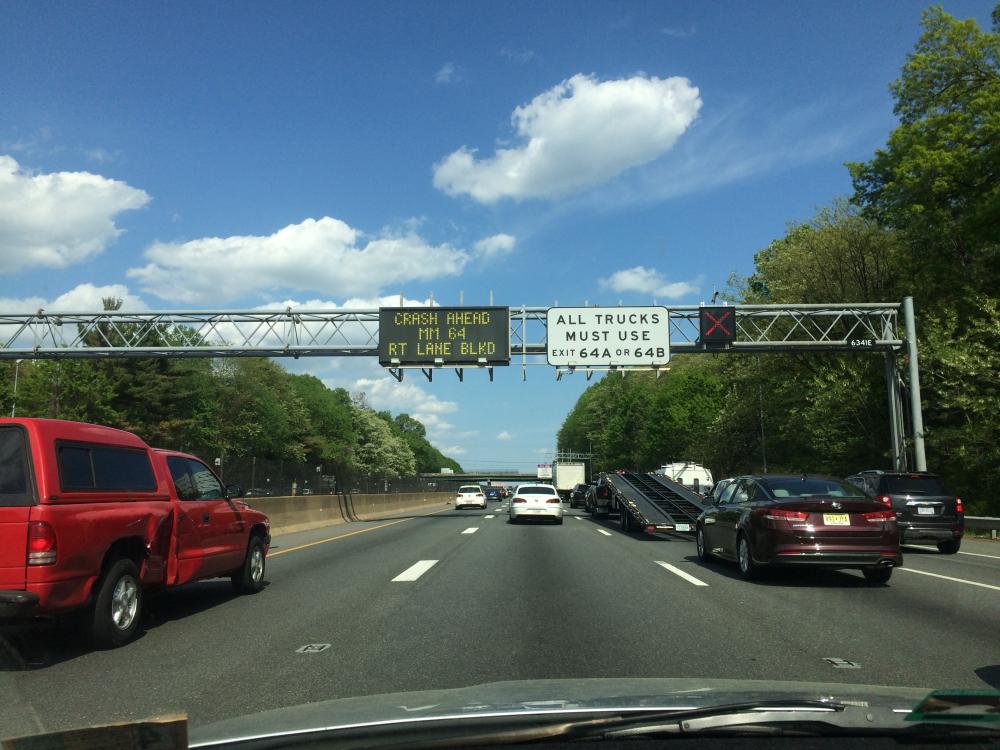 CRASH AHEAD
MM 64
RT LANE BLKD
ALL TRUCKS
MUST USE
EXIT 64A OR 64B
6341E